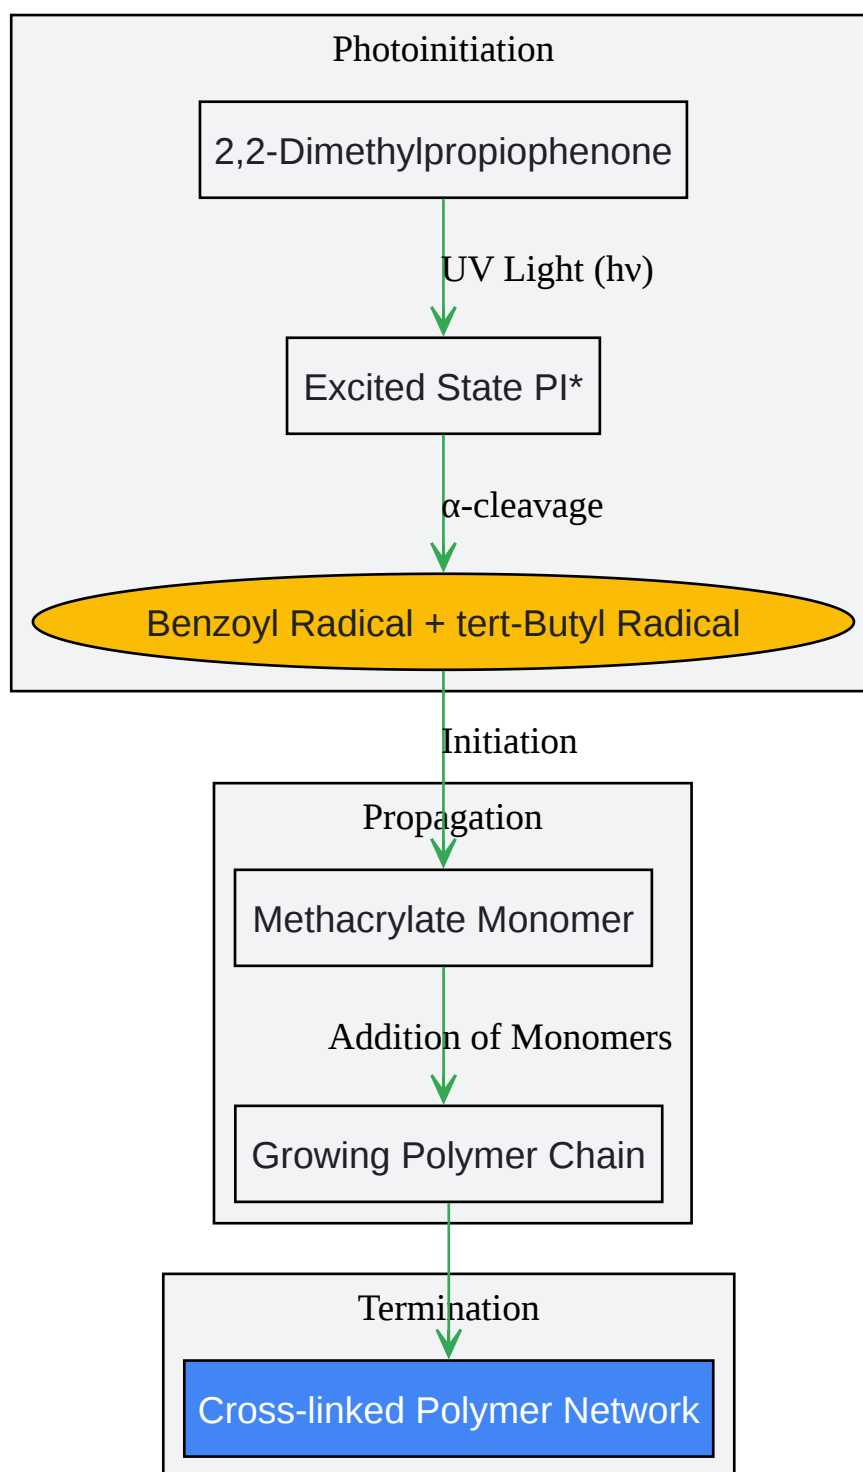 Photoinitiation
2,2-Dimethylpropiophenone
UV Light (hν)
Excited State PI*
α-cleavage
Benzoyl Radical + tert-Butyl Radical
Initiation
Propagation
Methacrylate Monomer
Addition of Monomers
Growing Polymer Chain
Termination
Cross-linked Polymer Network